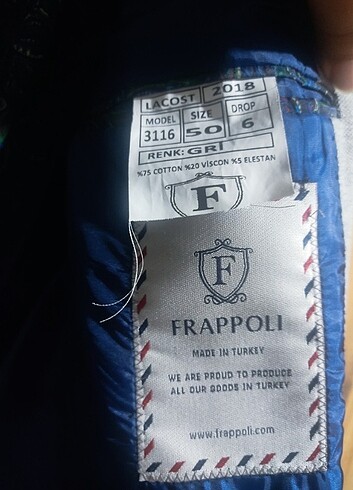 LACOST 2018
MODEL SIZE DROP
3116 50 6
RENK: GRİ
%75 COTTON %20 VİSCON %5 ELESTAN
F
F
FRAPPOLI
MADE IN TURKEY
WE ARE PROUD TO PRODUCE
ALL OUR GOODS IN TURKEY
www.frappoli.com